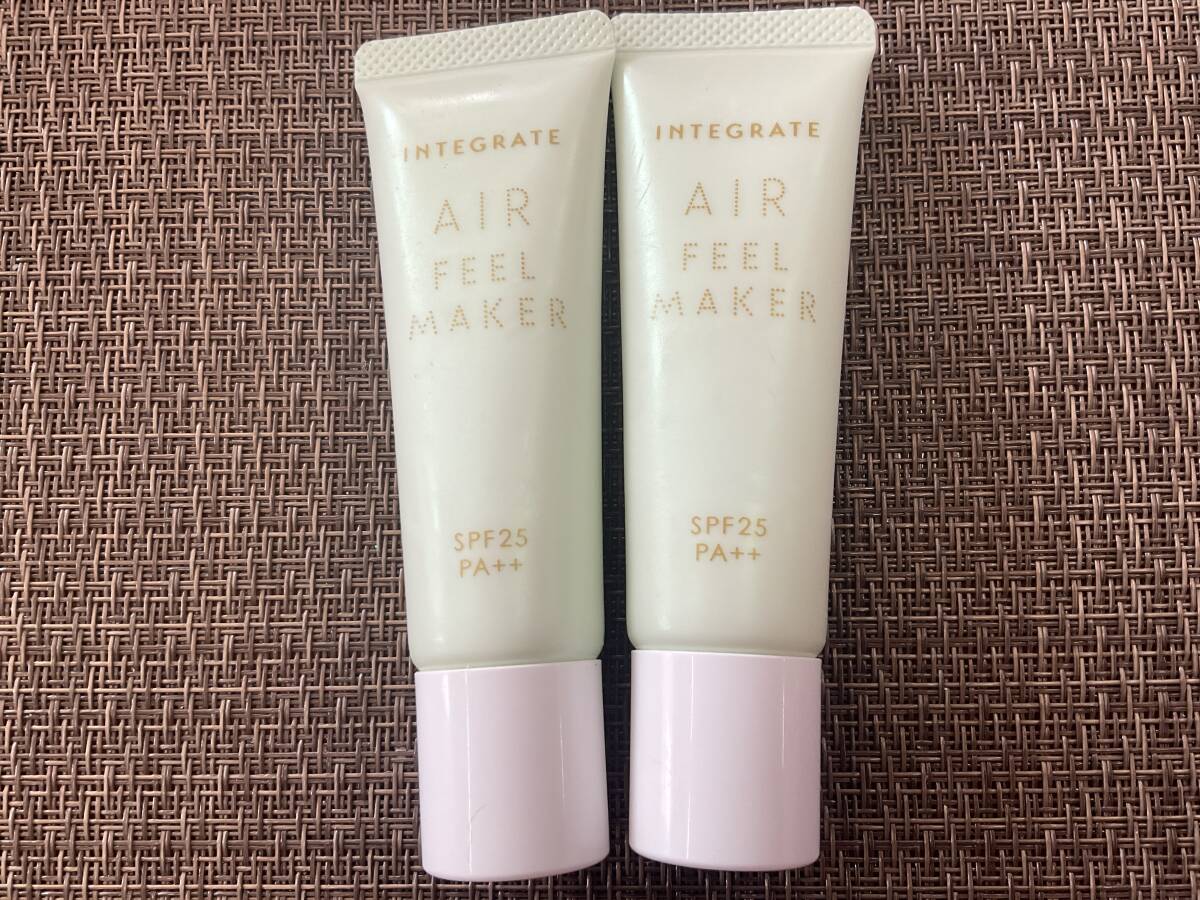 INTEGRATE
AIR
FEEL
MAKER
SPF25
PA++
INTEGRATE
AIR
FEEL
MAKER
SPF25
PA++